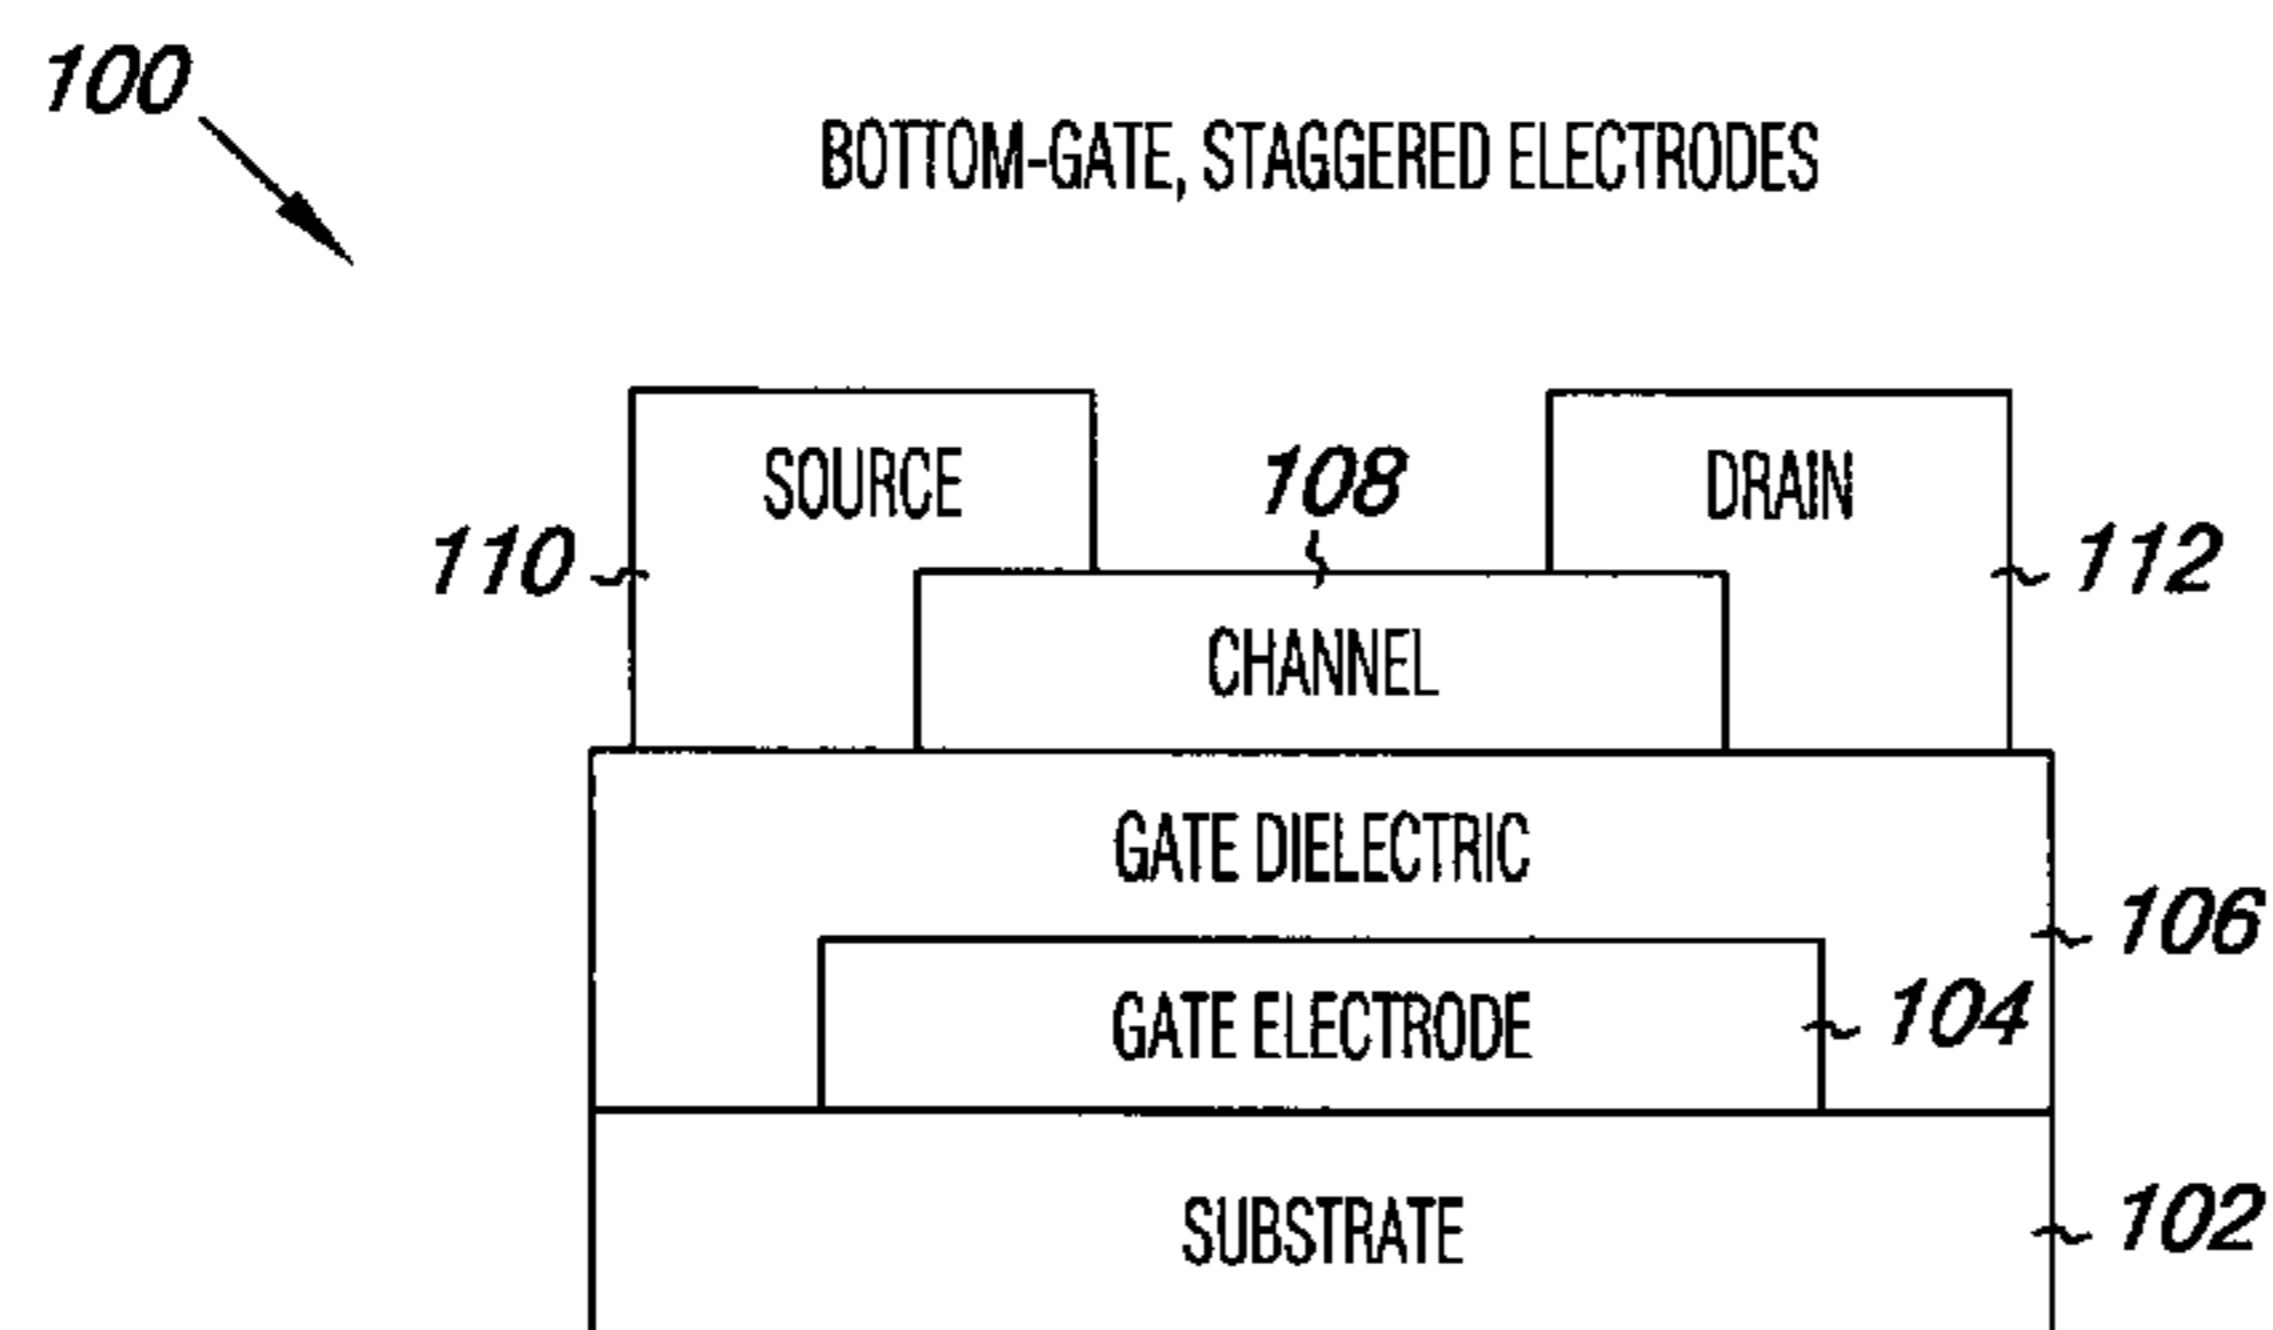 100
BOTTOM-GATE, STAGGERED ELECTRODES
SOURCE
108
DRAIN
110
112
CHANNEL
GATE DIELECTRIC
106
GATE ELECTRODE
104
SUBSTRATE
102